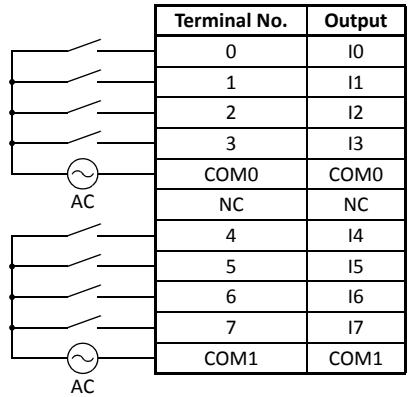 Terminal No. Output
0 I0
1 I1
2 I2
3 I3
COM0 COM0
AC
NC NC
4 I4
5 I5
6 I6
7 I7
COM1 COM1
AC